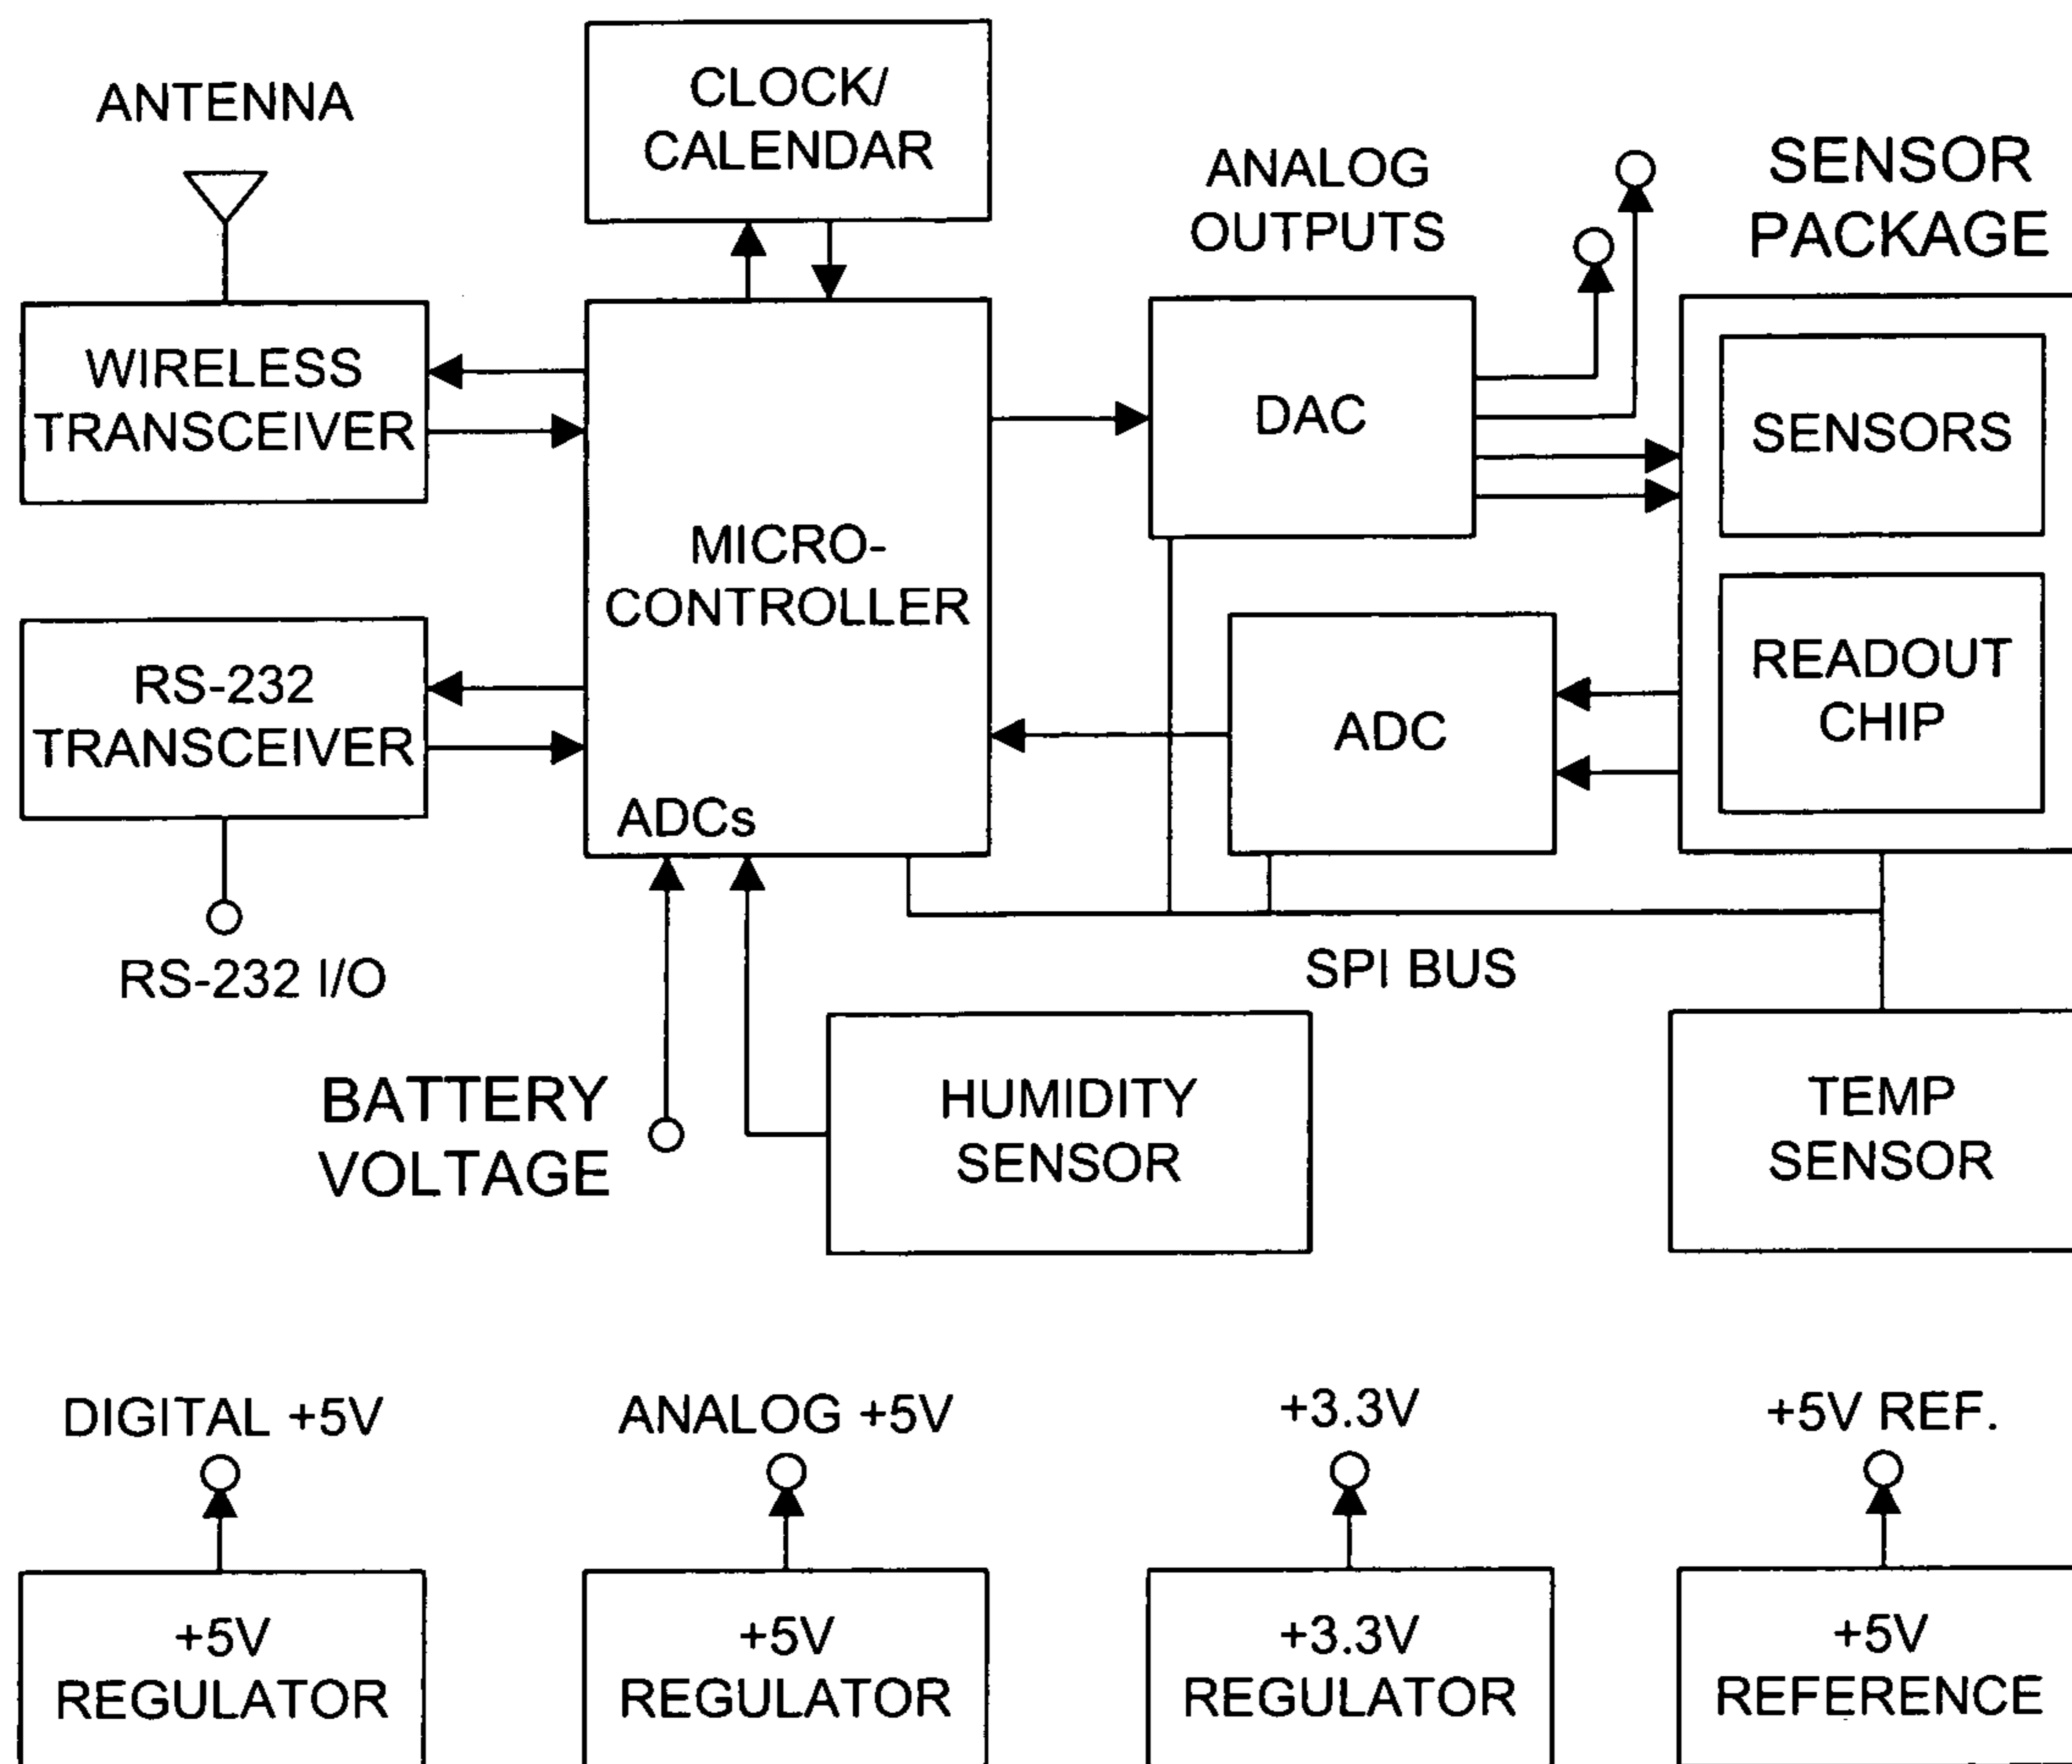 CLOCK/
CALENDAR
ANTENNA
ANALOG
OUTPUTS
SENSOR
PACKAGE
WIRELESS
TRANSCEIVER
DAC
SENSORS
MICRO-
CONTROLLER
RS-232
TRANSCEIVER
ADC
READOUT
CHIP
ADCs
RS-232 I/O
SPI BUS
BATTERY
VOLTAGE
HUMIDITY
SENSOR
TEMP
SENSOR
DIGITAL +5V
ANALOG +5V
+3.3V
+5V REF.
+5V
REGULATOR
+5V
REGULATOR
+3.3V
REGULATOR
+5V
REFERENCE